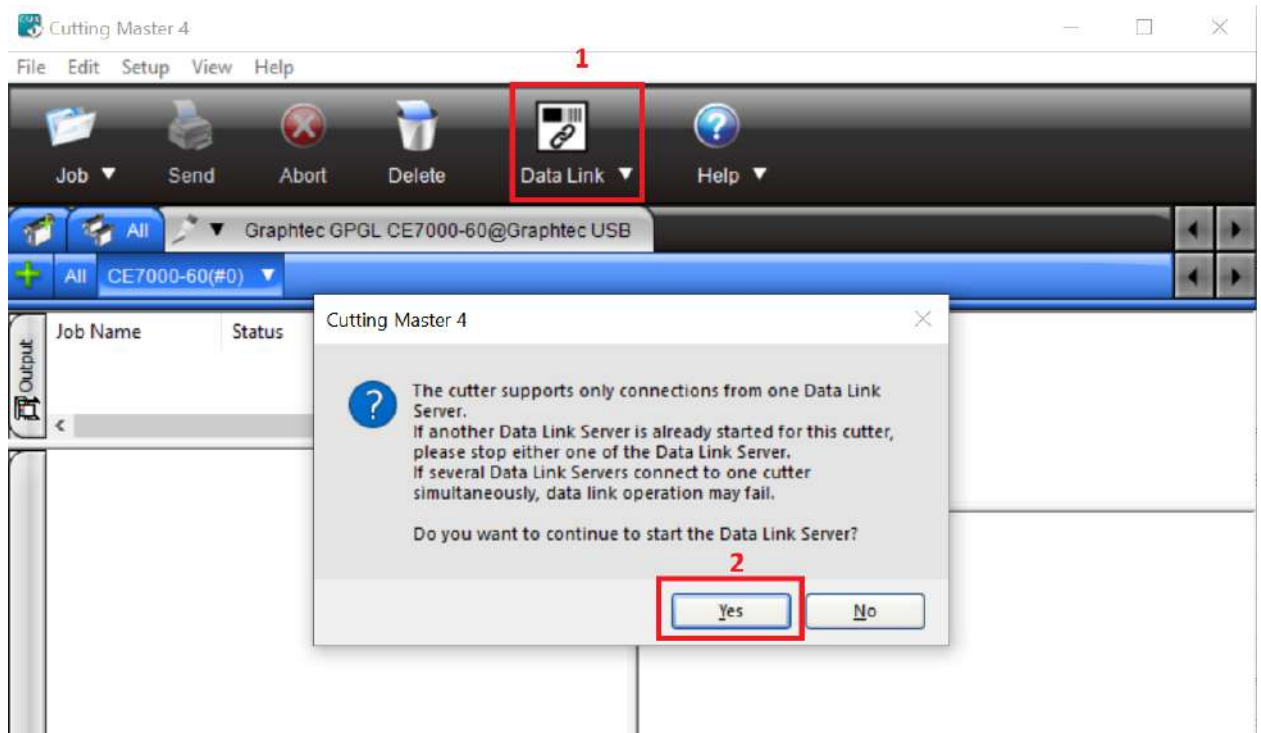 Cutting Master 4
File Edit Setup View Help
1
Job Send Abort Delete Data Link Help
All Graphtec GPGL CE7000-60@Graphtec USB
All CE7000-60(#0)
Output
Job Name Status
Cutting Master 4
The cutter supports only connections from one Data Link
Server.
If another Data Link Server is already started for this cutter,
please stop either one of the Data Link Server.
If several Data Link Servers connect to one cutter
simultaneously, data link operation may fail.
Do you want to continue to start the Data Link Server?
2
Yes No